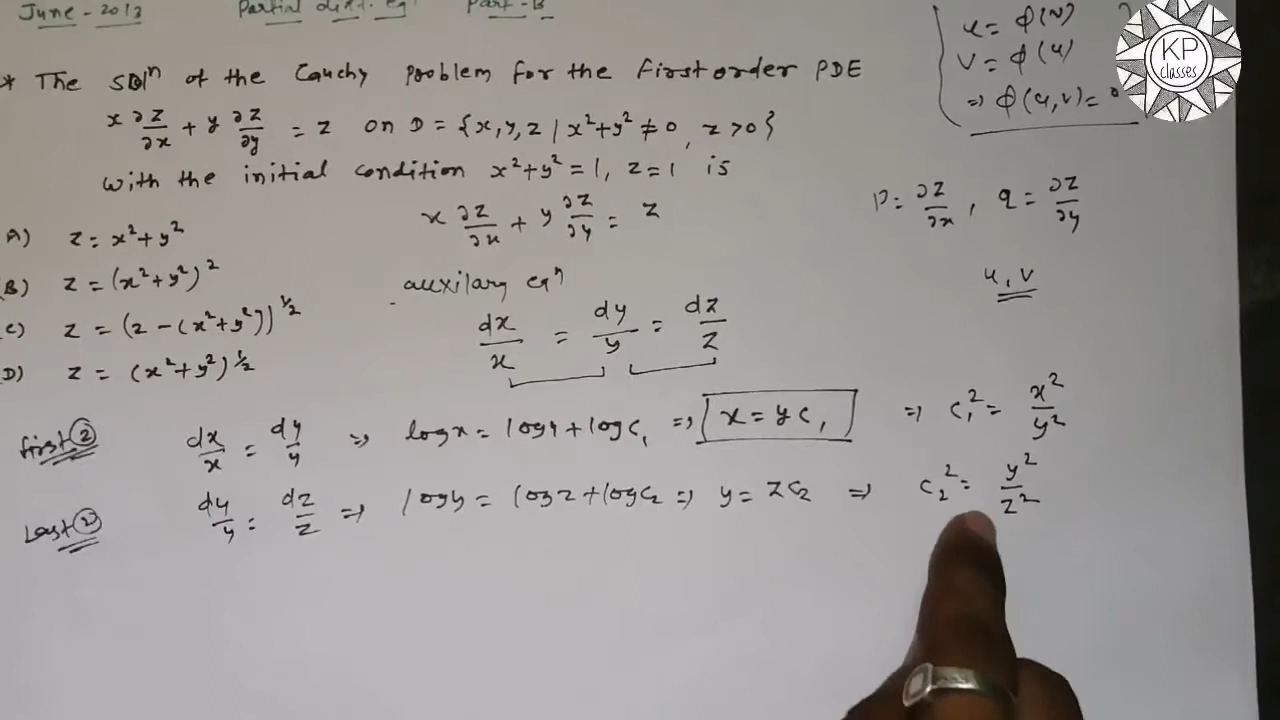 June - 2013 Partial diff. eqn Part - B
* The solⁿ of the Cauchy problem for the first order PDE
x ∂z/∂x + y ∂z/∂y = z on D = {x, y, z | x² + y² ≠ 0, z > 0}
with the initial condition x² + y² = 1, z = 1 is
A) z = x² + y²
(B) z = (x² + y²)²
(C) z = (2 - (x² + y²))^1/2
(D) z = (x² + y²)^1/2
x ∂z/∂x + y ∂z/∂y = z
auxilary eqⁿ
dx/x = dy/y = dz/z
u = φ(v)
v = φ(u)
⇒ φ(u, v) = 0
KP
classes
P = ∂z/∂x , q = ∂z/∂y
u, v
first ② dx/x = dy/y ⇒ log x = log y + log c₁ ⇒ x = y c₁ ⇒ c₁² = x²/y²
Last ② dy/y = dz/z ⇒ log y = log z + log c₂ ⇒ y = z c₂ ⇒ c₂² = y²/z²